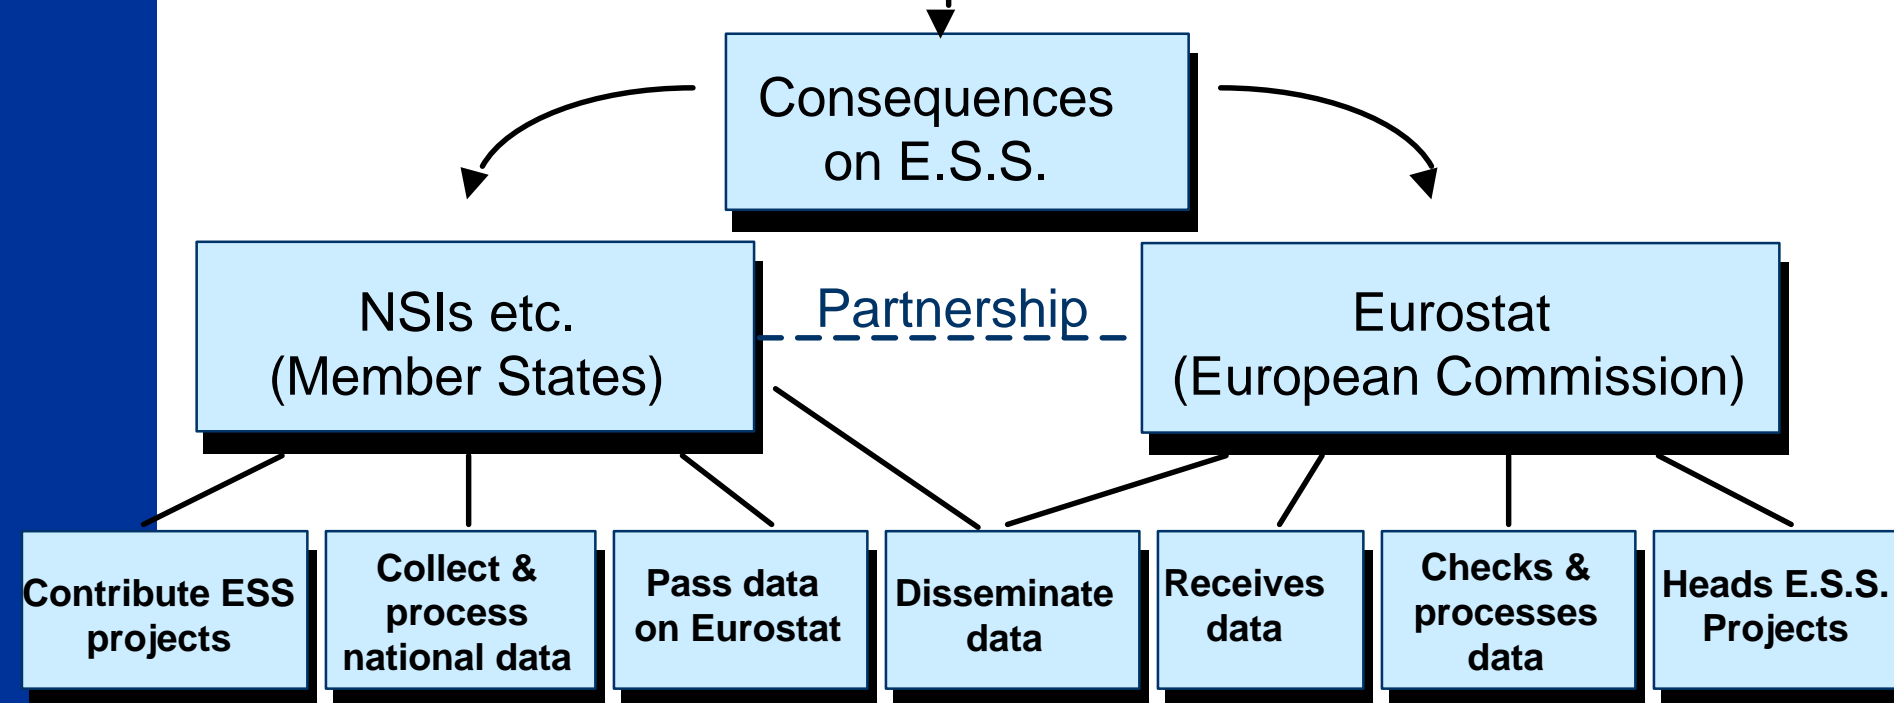 Consequences
on E.S.S.
NSIs etc.
(Member States)
Partnership
Eurostat
(European Commission)
Contribute ESS
projects
Collect &
process
national data
Pass data
on Eurostat
Disseminate
data
Receives
data
Checks &
processes
data
Heads E.S.S.
Projects